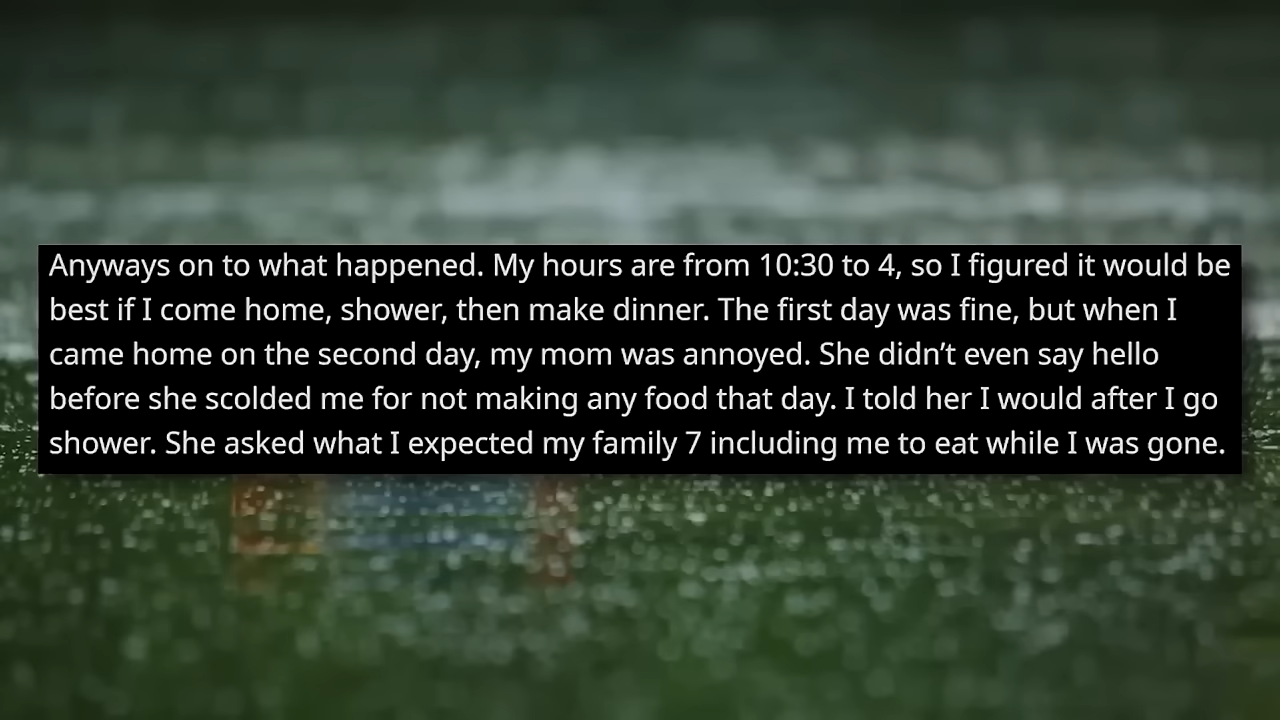 Anyways on to what happened. My hours are from 10:30 to 4, so I figured it would be
best if I come home, shower, then make dinner. The first day was fine, but when I
came home on the second day, my mom was annoyed. She didn’t even say hello
before she scolded me for not making any food that day. I told her I would after I go
shower. She asked what I expected my family 7 including me to eat while I was gone.